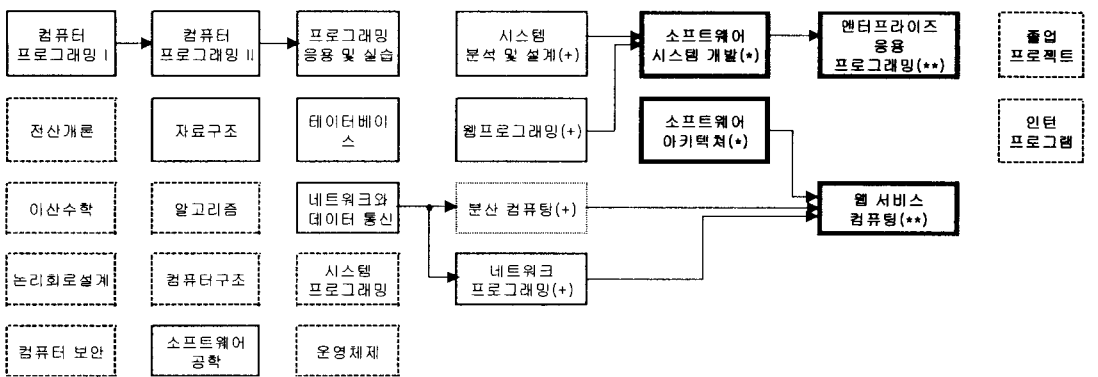 컴퓨터
프로그래밍 I
컴퓨터
프로그래밍 II
프로그래밍
응용 및 실습
시스템
분석 및 설계(+)
소프트웨어
시스템 개발(*)
엔터프라이즈
응용
프로그래밍(**)
졸업
프로젝트
전산개론
자료구조
데이터베이
스
웹프로그래밍(+)
소프트웨어
아키텍쳐(*)
인턴
프로그램
이산수학
알고리즘
네트워크와
데이터 통신
분산 컴퓨팅(+)
웹 서비스
컴퓨팅(**)
논리회로설계
컴퓨터구조
시스템
프로그래밍
네트워크
프로그래밍(+)
컴퓨터 보안
소프트웨어
공학
운영체제